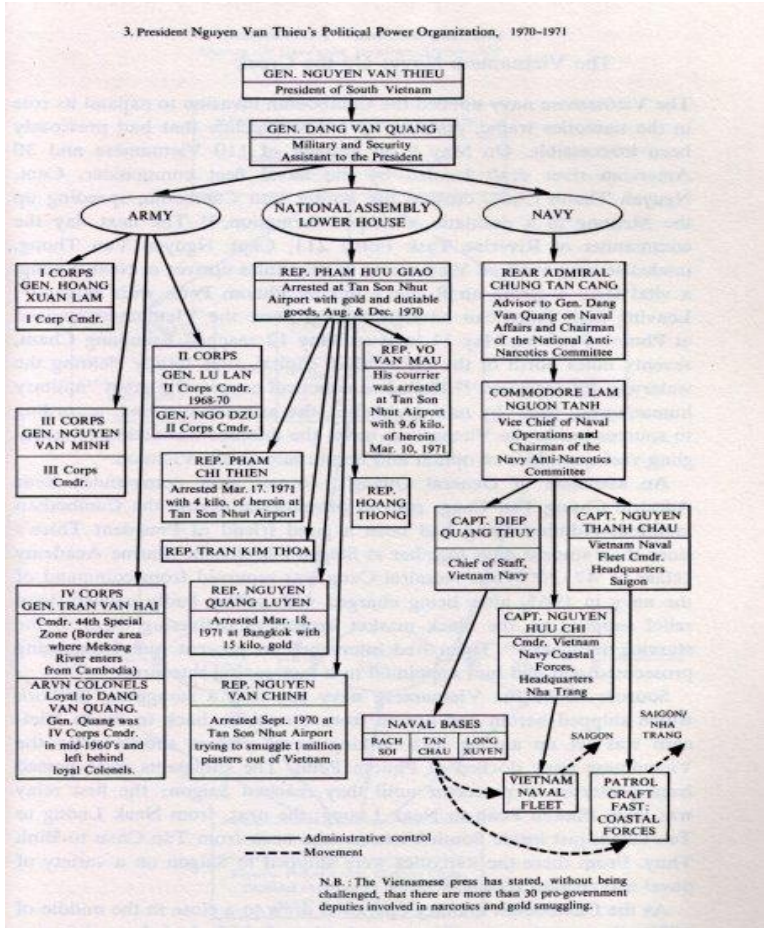 3. President Nguyen Van Thieu's Political Power Organization, 1970–1971
GEN. NGUYEN VAN THIEU
President of South Vietnam
GEN. DANG VAN QUANG
Military and Security
Assistant to the President
ARMY
NATIONAL ASSEMBLY
LOWER HOUSE
NAVY
I CORPS
GEN. HOANG
XUAN LAM
I Corp Cmdr.
II CORPS
GEN. LU LAN
II Corps Cmdr.
1968-70
GEN. NGO DZU
II Corps Cmdr.
III CORPS
GEN. NGUYEN
VAN MINH
III Corps
Cmdr.
IV CORPS
GEN. TRAN VAN HAI
Cmdr. 44th Special
Zone (Border area
where Mekong
River enters
from Cambodia)
ARVN COLONELS
Loyal to DANG
VAN QUANG.
Gen. Quang was
IV Corps Cmdr.
in mid-1960's and
left behind
loyal Colonels.
REP. PHAM HUU GIAO
Arrested at Tan Son Nhut
Airport with gold and dutiable
goods, Aug. & Dec. 1970
REP. VO
VAN MAU
His courrier
was arrested
at Tan Son
Nhut Airport
with 9.6 kilo.
of heroin
Mar. 10, 1971
REP. PHAM
CHI THIEN
Arrested Mar. 17. 1971
with 4 kilo. of heroin at
Tan Son Nhut Airport
REP.
HOANG
THONG
REP. TRAN KIM THOA
REP. NGUYEN
QUANG LUYEN
Arrested Mar. 18,
1971 at Bangkok with
15 kilo. gold
REP. NGUYEN
VAN CHINH
Arrested Sept. 1970 at
Tan Son Nhut Airport
trying to smuggle 1 million
piasters out of Vietnam
REAR ADMIRAL
CHUNG TAN CANG
Advisor to Gen. Dang
Van Quang on Naval
Affairs and Chairman
of the National Anti-
Narcotics Committee
COMMODORE LAM
NGUON TANH
Vice Chief of Naval
Operations and
Chairman of the
Navy Anti-Narcotics
Committee
CAPT. DIEP
QUANG THUY
Chief of Staff,
Vietnam Navy
CAPT. NGUYEN
THANH CHAU
Vietnam Naval
Fleet Cmdr.
Headquarters
Saigon
CAPT. NGUYEN
HUU CHI
Cmdr, Vietnam
Navy Coastal
Forces,
Headquarters
Nha Trang
NAVAL BASES
RACH SOI
TAN CHAU
LONG XUYEN
SAIGON
SAIGON/
NHA
TRANG
VIETNAM
NAVAL
FLEET
PATROL
CRAFT
FAST:
COASTAL
FORCES
Administrative control
Movement
N.B.: The Vietnamese press has stated, without being
challenged, that there are more than 30 pro-government
deputies involved in narcotics and gold smuggling.